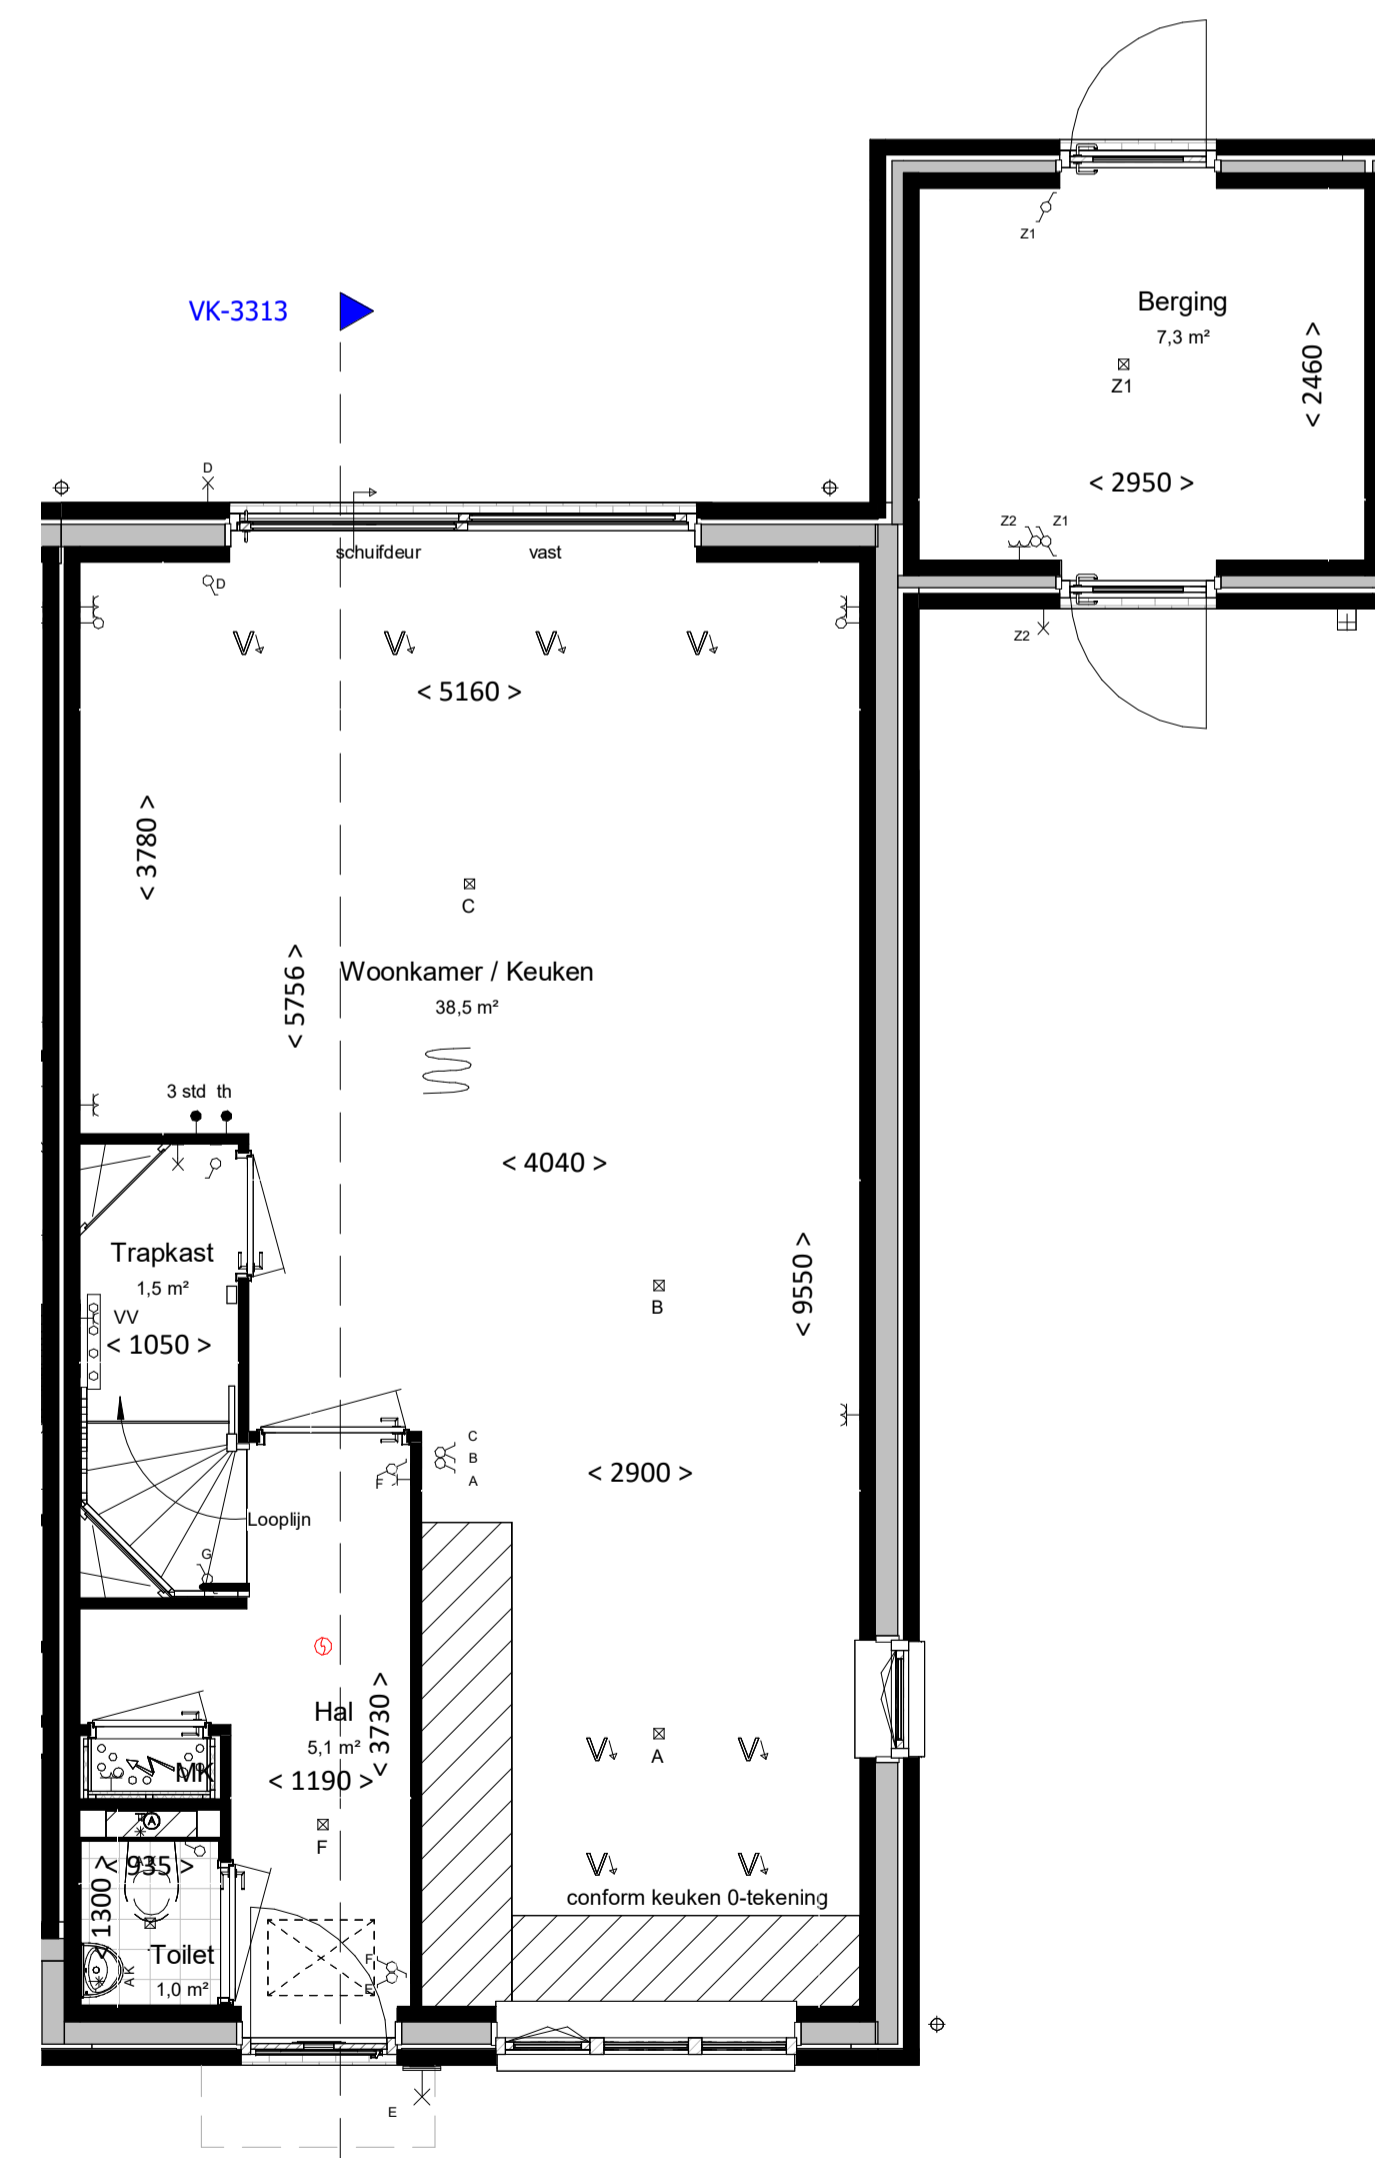 VK-3313
Z1
Berging
7,3 m²
Z1
< 2460 >
< 2950 >
D
Z2
Z1
schuifdeur
vast
D
Z2
< 5160 >
< 3780 >
C
< 5756 >
Woonkamer / Keuken
38,5 m²
3 std th
< 4040 >
Trapkast
1,5 m²
VV
< 1050 >
B
< 9550 >
C
B
A
F
< 2900 >
Looplijn
G
Hal
5,1 m²
< 3730 >
< 1190 >
MK
A
A
F
< 935 >
< 1300 >
conform keuken 0-tekening
Toilet
1,0 m²
AK
F
E
E